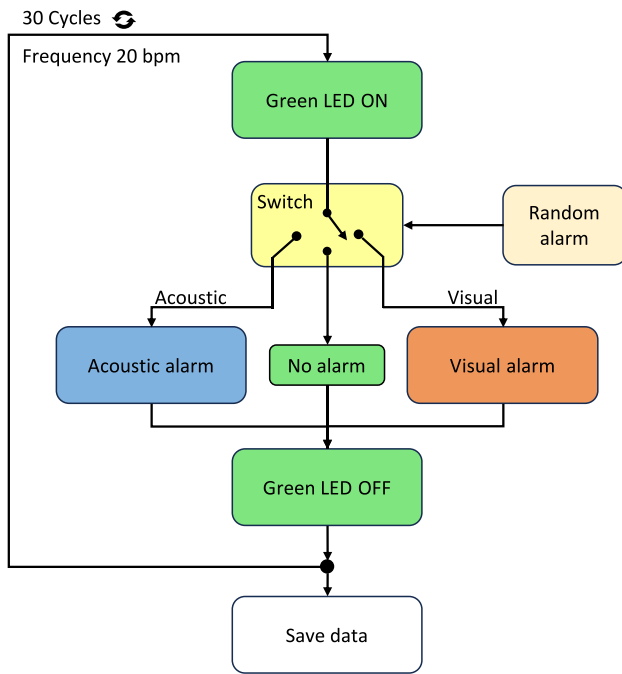 30 Cycles
Frequency 20 bpm
Green LED ON
Switch
Random
alarm
Acoustic
Visual
Acoustic alarm
No alarm
Visual alarm
Green LED OFF
Save data